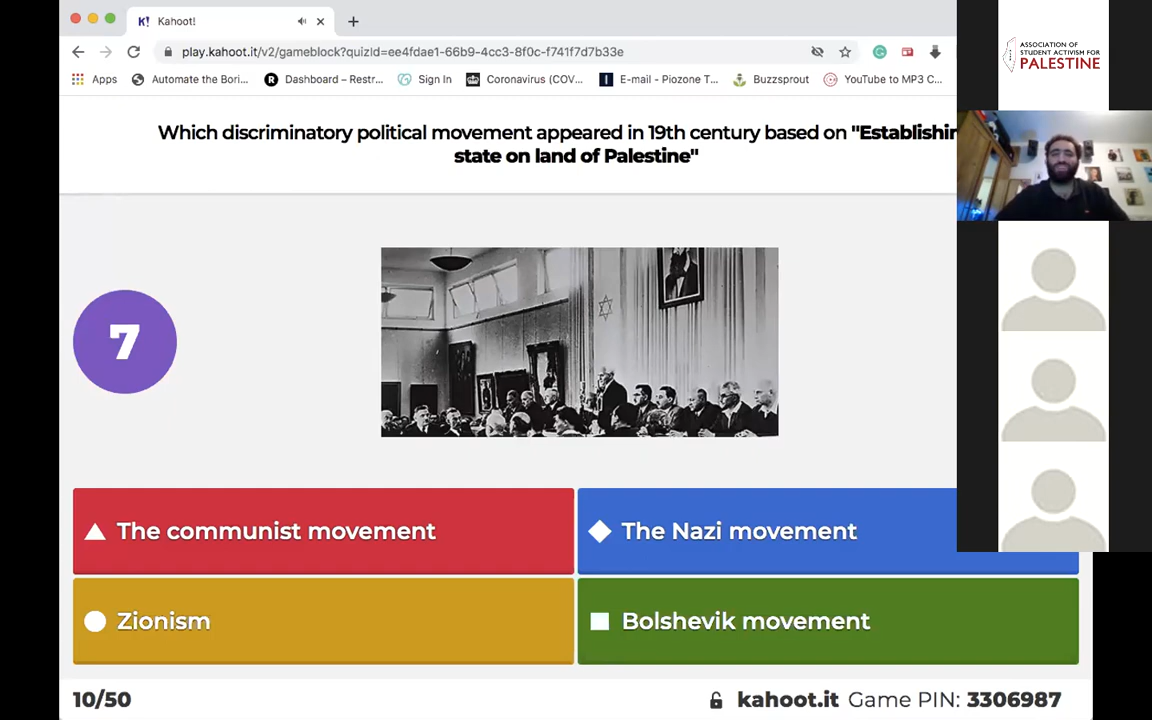 Kahoot!
play.kahoot.it/v2/gameblock?quizId=ee4fdae1-66b9-4cc3-8f0c-f741f7d7b33e
Apps Automate the Bori... Dashboard – Restr... Sign In Coronavirus (COV... E-mail - Piozone T... Buzzsprout YouTube to MP3 C...
ASSOCIATION OF
STUDENT ACTIVISM FOR
PALESTINE
Which discriminatory political movement appeared in 19th century based on "Establishin
state on land of Palestine"
7
The communist movement
The Nazi movement
Zionism
Bolshevik movement
10/50
kahoot.it Game PIN: 3306987